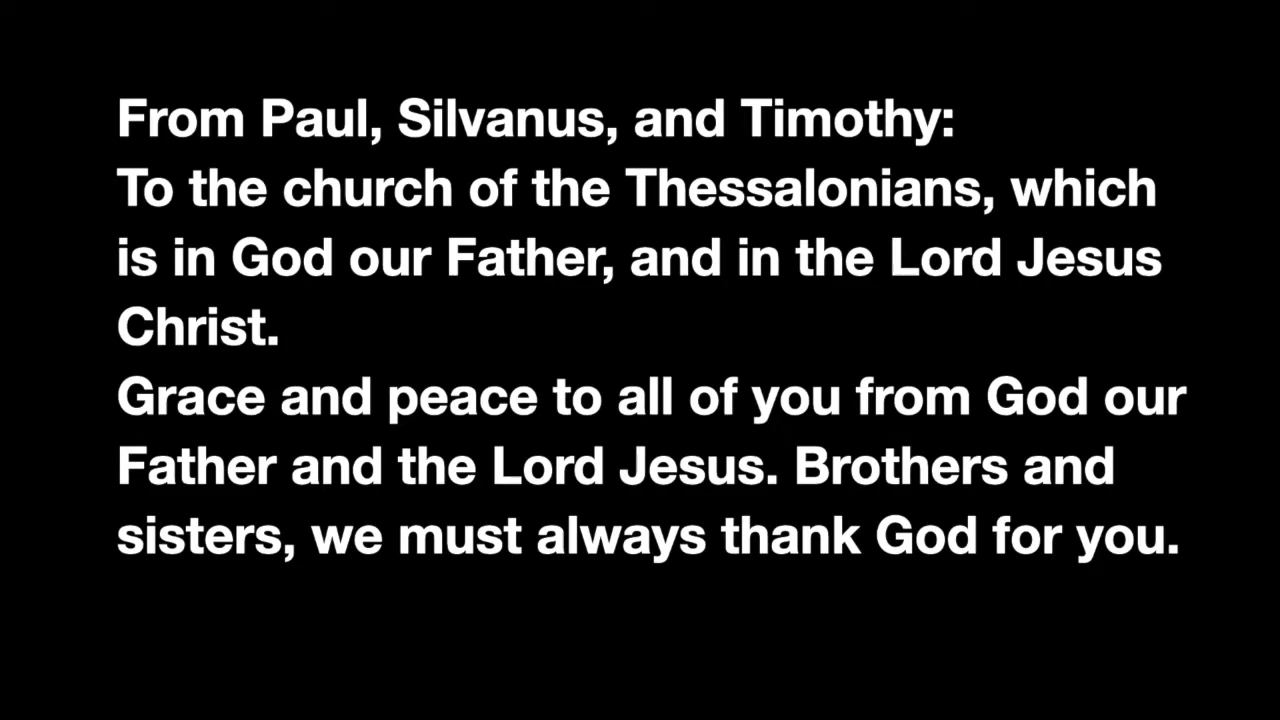 From Paul, Silvanus, and Timothy:
To the church of the Thessalonians, which
is in God our Father, and in the Lord Jesus
Christ.
Grace and peace to all of you from God our
Father and the Lord Jesus. Brothers and
sisters, we must always thank God for you.